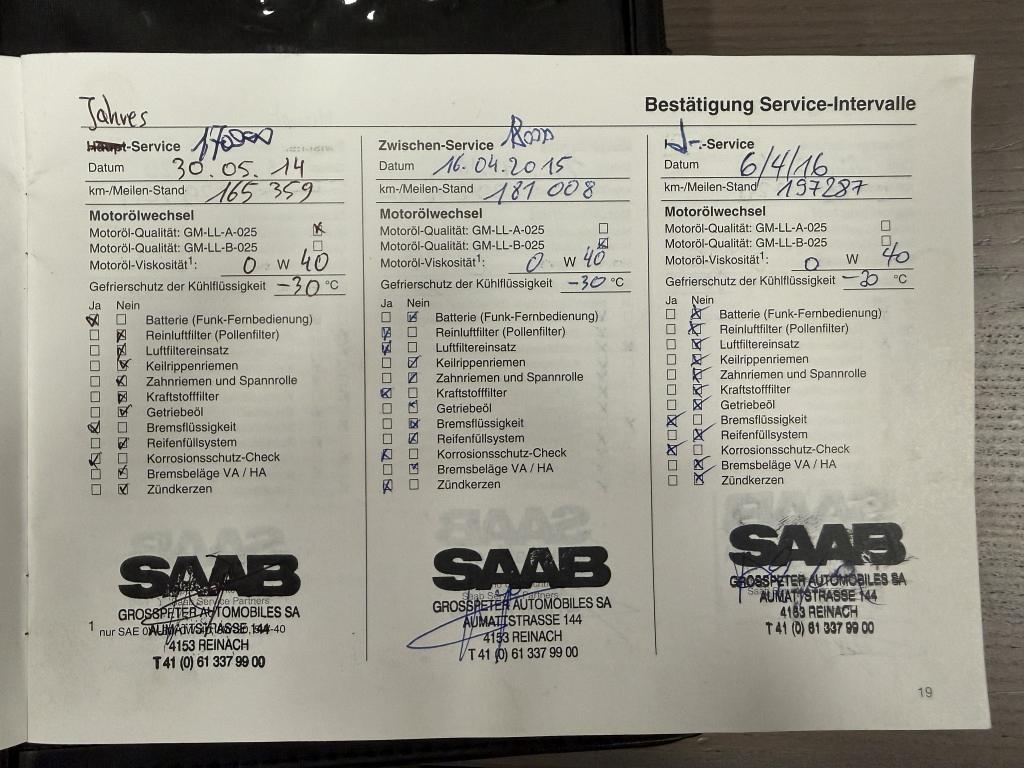 Bestätigung Service-Intervalle
Jahres
Haupt-Service 170000
Datum 30.05.14
km-/Meilen-Stand 165 359
Motorölwechsel
Motoröl-Qualität: GM-LL-A-025
Motoröl-Qualität: GM-LL-B-025
Motoröl-Viskosität¹: 0 W 40
Gefrierschutz der Kühlflüssigkeit -30 °C
Ja Nein
Batterie (Funk-Fernbedienung)
Reinluftfilter (Pollenfilter)
Luftfiltereinsatz
Keilrippenriemen
Zahnriemen und Spannrolle
Kraftstofffilter
Getriebeöl
Bremsflüssigkeit
Reifenfüllsystem
Korrosionsschutz-Check
Bremsbeläge VA / HA
Zündkerzen
SAAB
Saab Service Partners
GROSSPETER AUTOMOBILES SA
1 nur SAE
AUMATTSTRASSE 144
4153 REINACH
T 41 (0) 61 337 99 00
Zwischen-Service
Datum 16.04.2015
km-/Meilen-Stand 181 008
Motorölwechsel
Motoröl-Qualität: GM-LL-A-025
Motoröl-Qualität: GM-LL-B-025
Motoröl-Viskosität¹: 0 W 40
Gefrierschutz der Kühlflüssigkeit -30 °C
Ja Nein
Batterie (Funk-Fernbedienung)
Reinluftfilter (Pollenfilter)
Luftfiltereinsatz
Keilrippenriemen
Zahnriemen und Spannrolle
Kraftstofffilter
Getriebeöl
Bremsflüssigkeit
Reifenfüllsystem
Korrosionsschutz-Check
Bremsbeläge VA / HA
Zündkerzen
SAAB
Saab Service Partners
GROSSPETER AUTOMOBILES SA
AUMATTSTRASSE 144
4153 REINACH
T 41 (0) 61 337 99 00
J-.-Service
Datum 6/4/16
km-/Meilen-Stand 197287
Motorölwechsel
Motoröl-Qualität: GM-LL-A-025
Motoröl-Qualität: GM-LL-B-025
Motoröl-Viskosität¹: 0 W 40
Gefrierschutz der Kühlflüssigkeit -20 °C
Ja Nein
Batterie (Funk-Fernbedienung)
Reinluftfilter (Pollenfilter)
Luftfiltereinsatz
Keilrippenriemen
Zahnriemen und Spannrolle
Kraftstofffilter
Getriebeöl
Bremsflüssigkeit
Reifenfüllsystem
Korrosionsschutz-Check
Bremsbeläge VA / HA
Zündkerzen
SAAB
GROSSPETER AUTOMOBILES SA
AUMATTSTRASSE 144
4153 REINACH
T 41 (0) 61 337 99 00
19